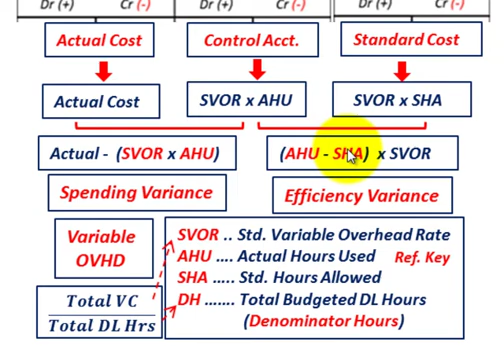 Dr (+) Cr (-) Dr (+) Cr (-) Dr (+) Cr (-)
Actual Cost Control Acct. Standard Cost
Actual Cost SVOR x AHU SVOR x SHA
Actual - (SVOR x AHU) (AHU - SHA) x SVOR
Spending Variance Efficiency Variance
Variable
OVHD
Total VC
Total DL Hrs
SVOR .. Std. Variable Overhead Rate
AHU .... Actual Hours Used Ref. Key
SHA ..... Std. Hours Allowed
DH ....... Total Budgeted DL Hours
(Denominator Hours)